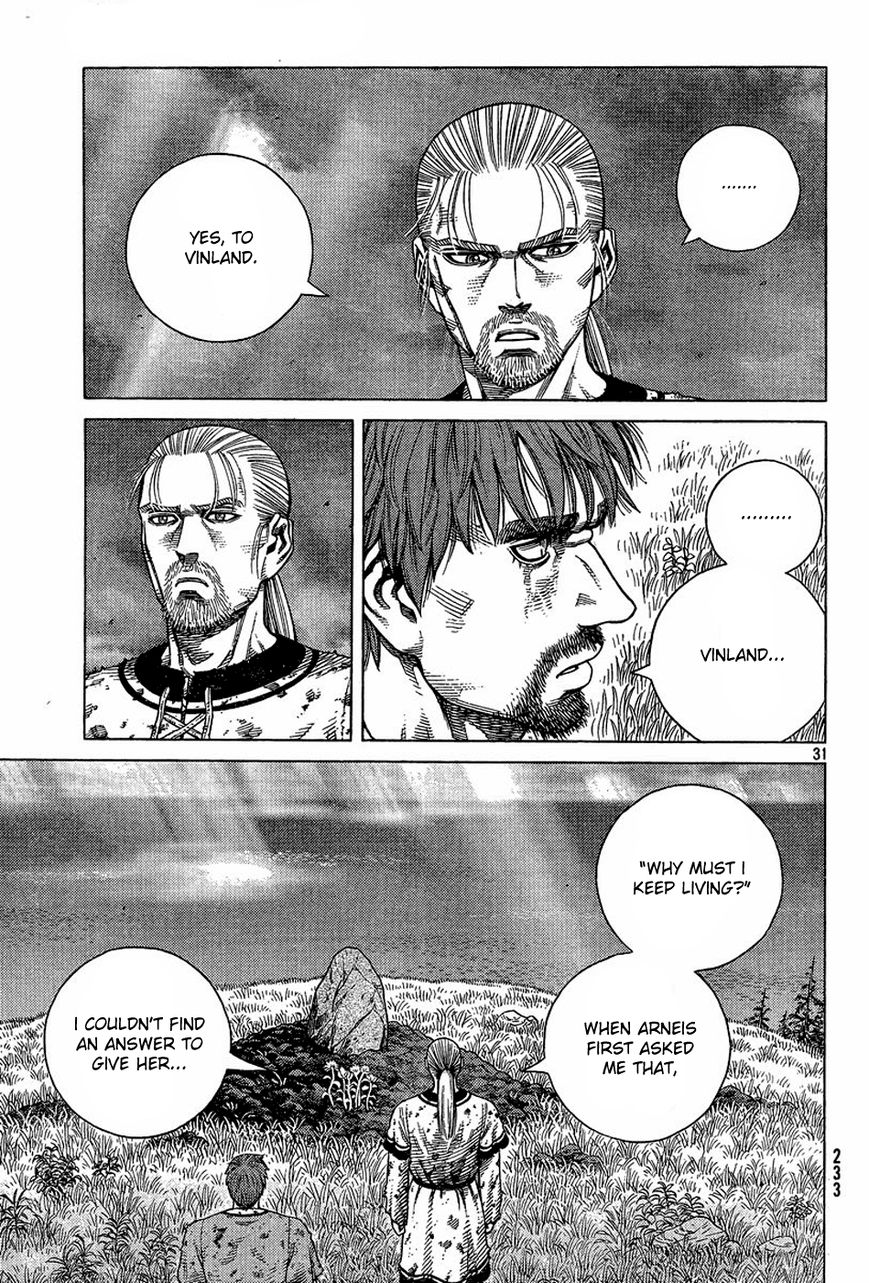 .......
YES, TO
VINLAND.
.........
VINLAND...
31
"WHY MUST I
KEEP LIVING?"
WHEN ARNEIS
FIRST ASKED
ME THAT,
I COULDN'T FIND
AN ANSWER TO
GIVE HER...
233